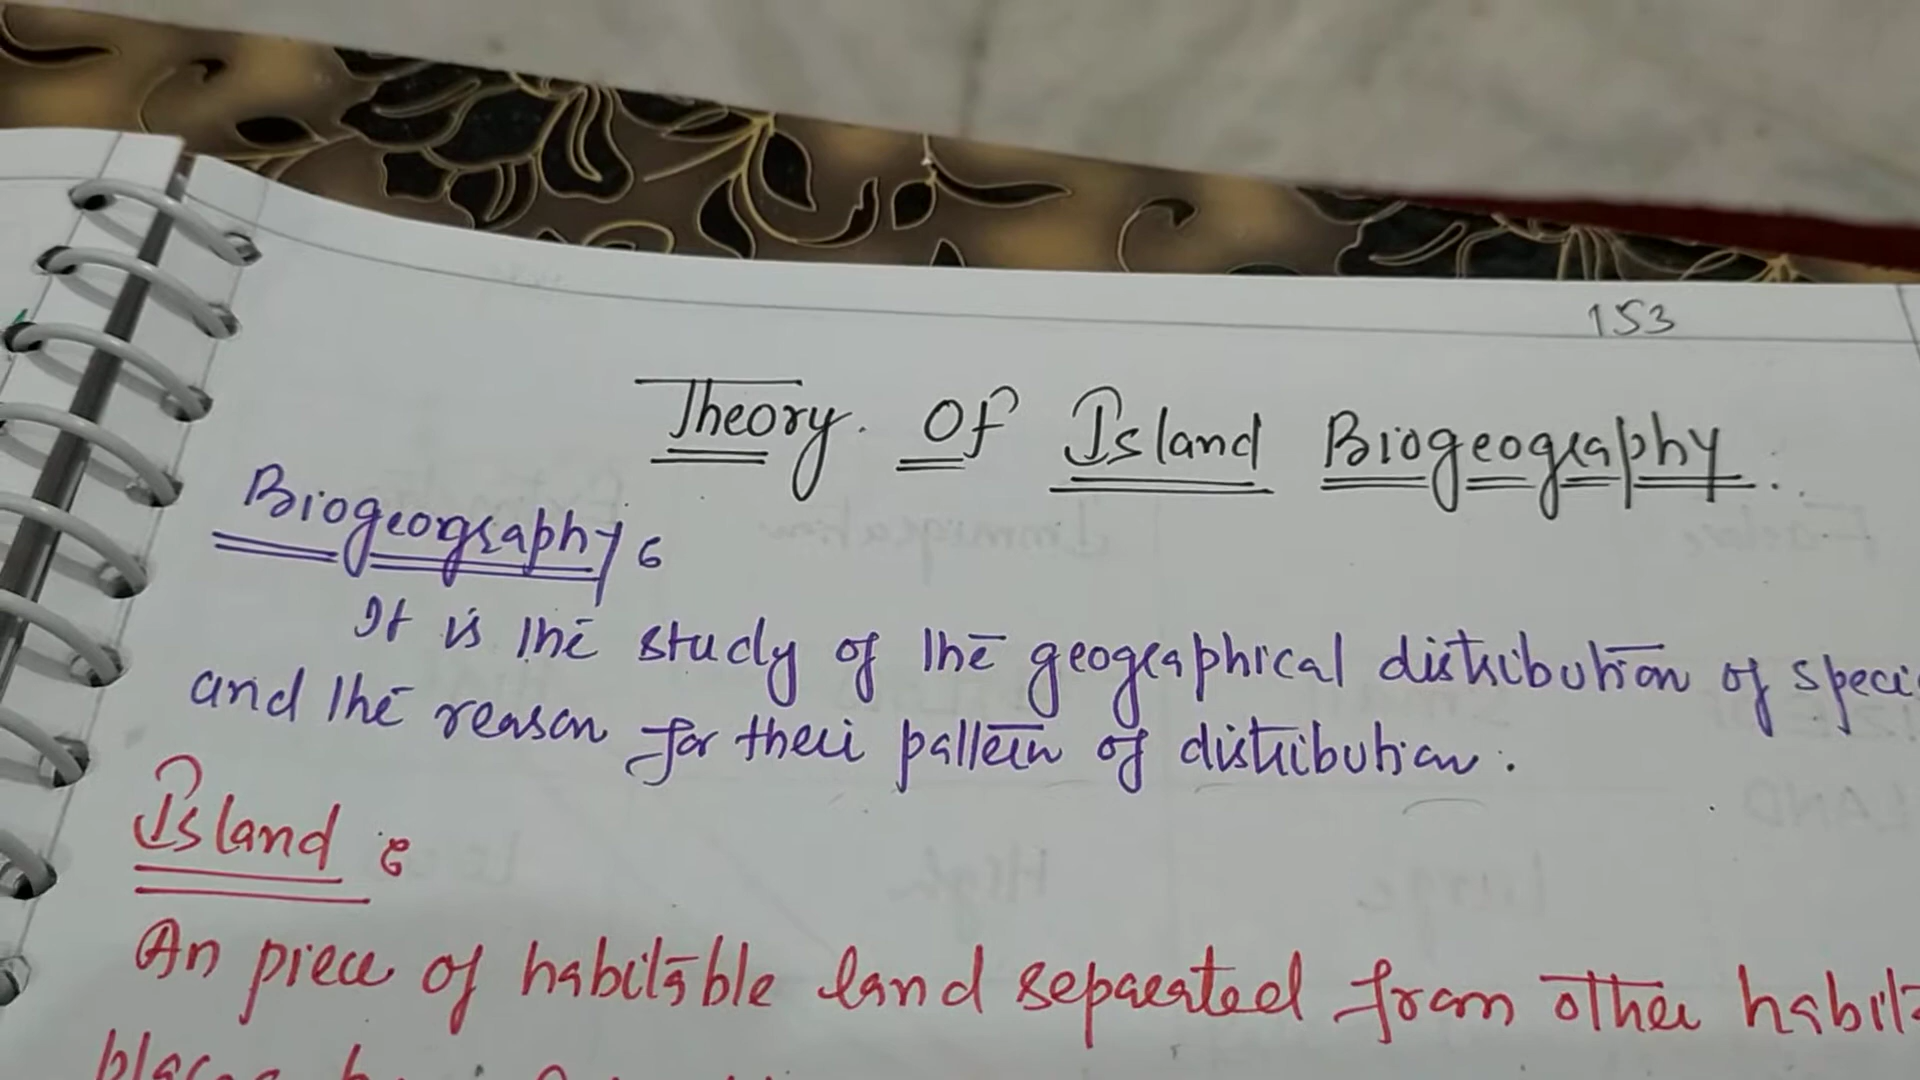 153
Theory. Of Island Biogeography.
Biogeography :
It is the study of the geographical distribution of speci
and the reason for their pattern of distribution.
Island :
An piece of habitable land separated from other habit
places